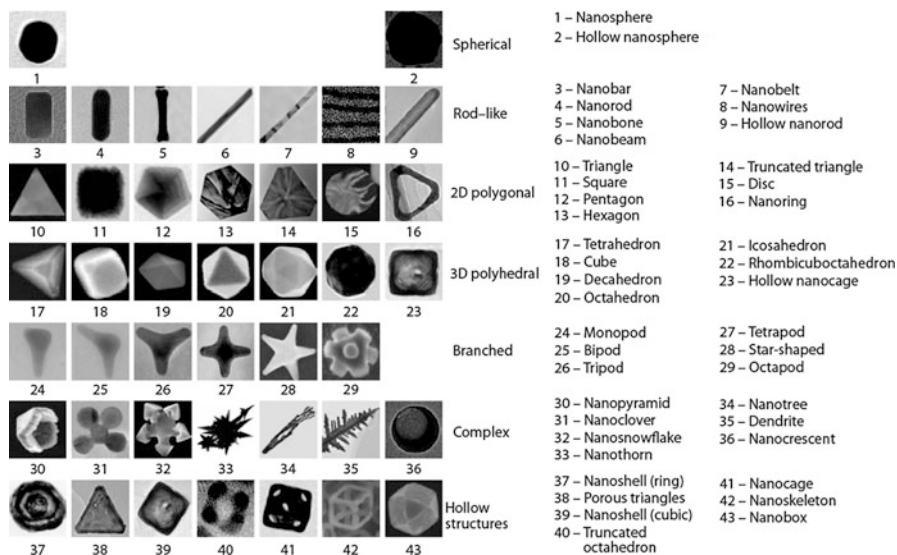 1 2
Spherical
1 – Nanosphere
2 – Hollow nanosphere
3 4 5 6 7 8 9
Rod–like
3 – Nanobar
4 – Nanorod
5 – Nanobone
6 – Nanobeam
7 – Nanobelt
8 – Nanowires
9 – Hollow nanorod
10 11 12 13 14 15 16
2D polygonal
10 – Triangle
11 – Square
12 – Pentagon
13 – Hexagon
14 – Truncated triangle
15 – Disc
16 – Nanoring
17 18 19 20 21 22 23
3D polyhedral
17 – Tetrahedron
18 – Cube
19 – Decahedron
20 – Octahedron
21 – Icosahedron
22 – Rhombicuboctahedron
23 – Hollow nanocage
24 25 26 27 28 29
Branched
24 – Monopod
25 – Bipod
26 – Tripod
27 – Tetrapod
28 – Star-shaped
29 – Octapod
30 31 32 33 34 35 36
Complex
30 – Nanopyramid
31 – Nanoclover
32 – Nanosnowflake
33 – Nanothorn
34 – Nanotree
35 – Dendrite
36 – Nanocrescent
37 38 39 40 41 42 43
Hollow
structures
37 – Nanoshell (ring)
38 – Porous triangles
39 – Nanoshell (cubic)
40 – Truncated
octahedron
41 – Nanocage
42 – Nanoskeleton
43 – Nanobox